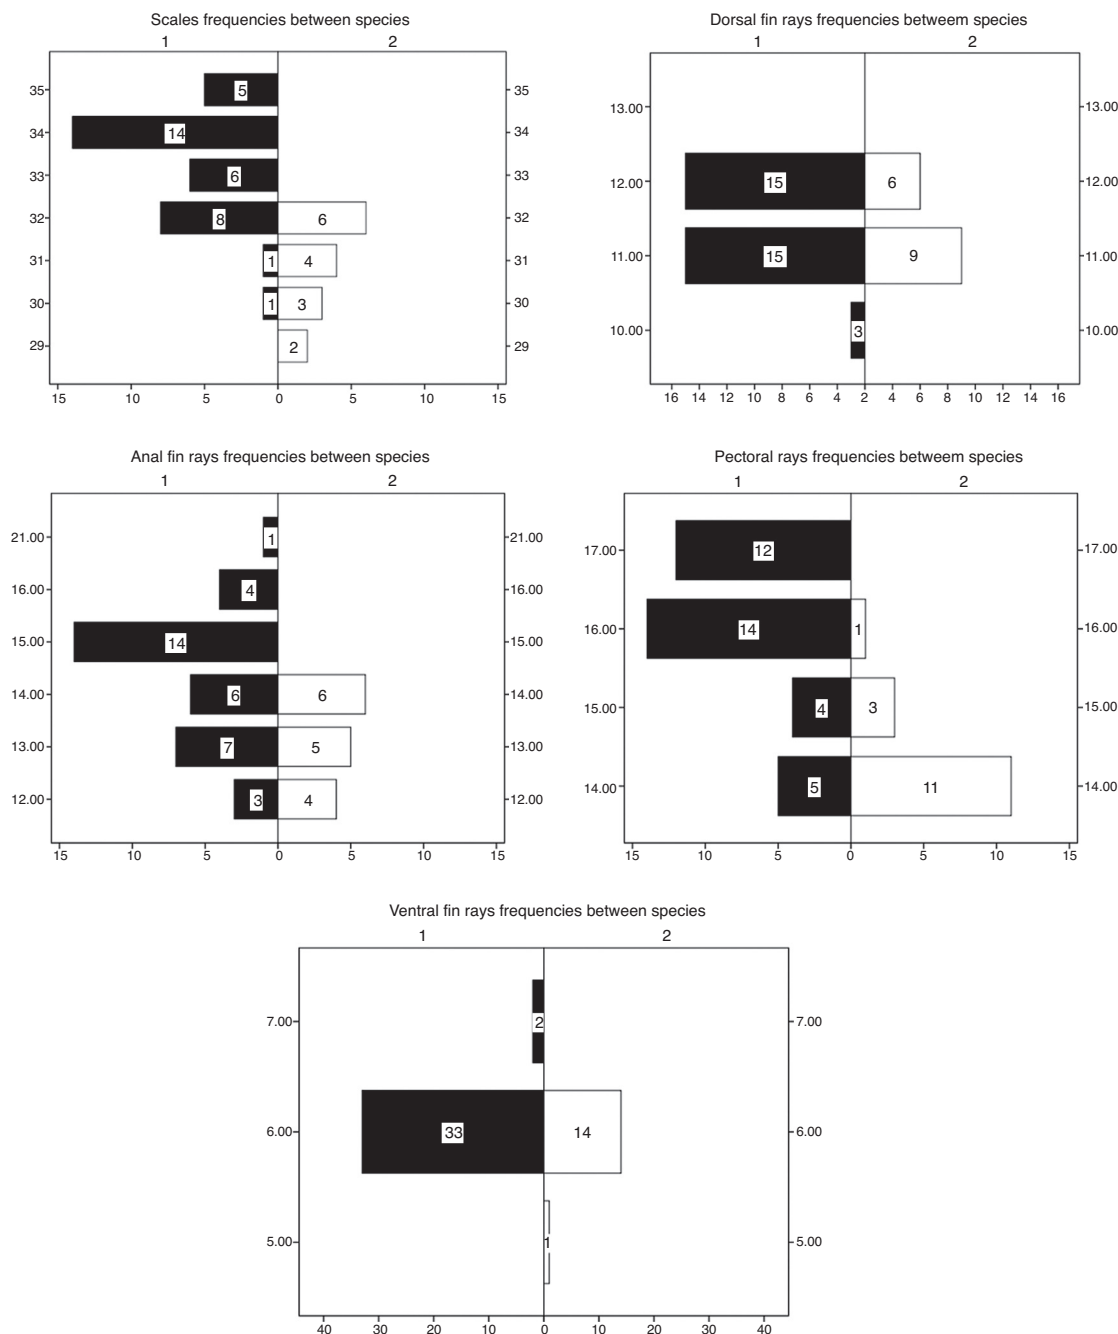 Scales frequencies between species
1 2
35 5 35
34 14 34
33 6 33
32 8 6 32
31 1 4 31
30 1 3 30
29 2 29
15 10 5 0 5 10 15
Dorsal fin rays frequencies betweem species
1 2
13.00 13.00
12.00 15 6 12.00
11.00 15 9 11.00
10.00 3 10.00
16 14 12 10 8 6 4 2 2 4 6 8 10 12 14 16
Anal fin rays frequencies between species
1 2
21.00 1 21.00
16.00 4 16.00
15.00 14 15.00
14.00 6 6 14.00
13.00 7 5 13.00
12.00 3 4 12.00
15 10 5 0 5 10 15
Pectoral rays frequencies betweem species
1 2
17.00 12 17.00
16.00 14 1 16.00
15.00 4 3 15.00
14.00 5 11 14.00
15 10 5 0 5 10 15
Ventral fin rays frequencies between species
1 2
7.00 2 7.00
6.00 33 14 6.00
5.00 1 5.00
40 30 20 10 0 10 20 30 40